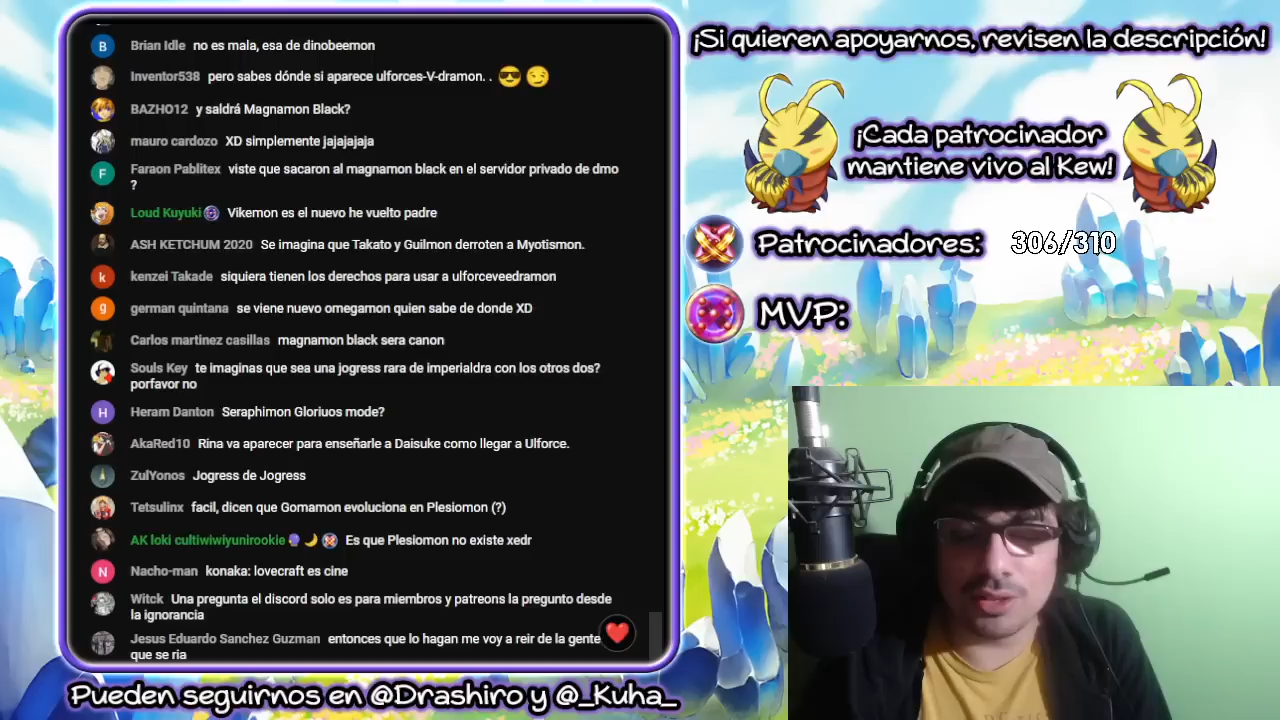 B Brian Idle no es mala, esa de dinobeemon
Inventor538 pero sabes dónde si aparece ulforces-V-dramon. .
BAZHO12 y saldrá Magnamon Black?
mauro cardozo XD simplemente jajajajaja
F Faraon Pablitex viste que sacaron al magnamon black en el servidor privado de dmo
?
Loud Kuyuki Vikemon es el nuevo he vuelto padre
ASH KETCHUM 2020 Se imagina que Takato y Guilmon derroten a Myotismon.
k kenzei Takade siquiera tienen los derechos para usar a ulforceveedramon
g german quintana se viene nuevo omegamon quien sabe de donde XD
Carlos martinez casillas magnamon black sera canon
Souls Key te imaginas que sea una jogress rara de imperialdra con los otros dos?
porfavor no
H Heram Danton Seraphimon Gloriuos mode?
AkaRed10 Rina va aparecer para enseñarle a Daisuke como llegar a Ulforce.
ZulYonos Jogress de Jogress
Tetsulinx facil, dicen que Gomamon evoluciona en Plesiomon (?)
AK loki cultiwiwiyunirookie Es que Plesiomon no existe xedr
N Nacho-man konaka: lovecraft es cine
Witck Una pregunta el discord solo es para miembros y patreons la pregunto desde
la ignorancia
Jesus Eduardo Sanchez Guzman entonces que lo hagan me voy a reir de la gente
que se ria
Pueden seguirnos en @Drashiro y @_Kuha_
¡Si quieren apoyarnos, revisen la descripción!
¡Cada patrocinador
mantiene vivo al Kew!
Patrocinadores: 306/310
MVP: